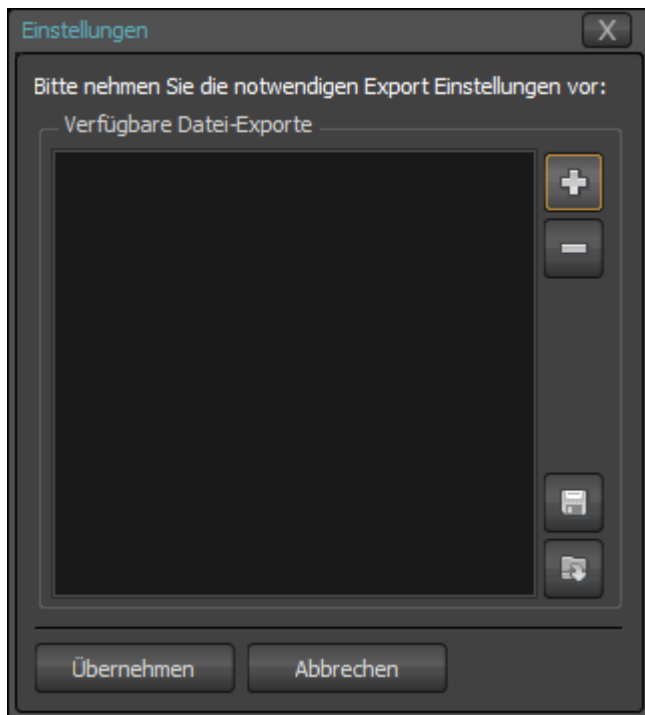 Einstellungen
X
Bitte nehmen Sie die notwendigen Export Einstellungen vor:
Verfügbare Datei-Exporte
Übernehmen
Abbrechen